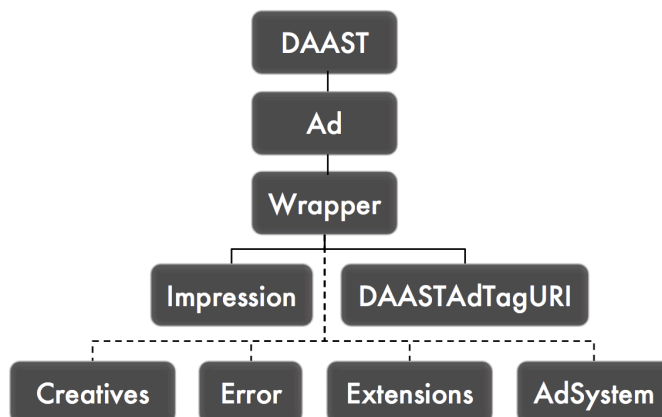 DAAST
Ad
Wrapper
Impression DAASTAdTagURI
Creatives Error Extensions AdSystem